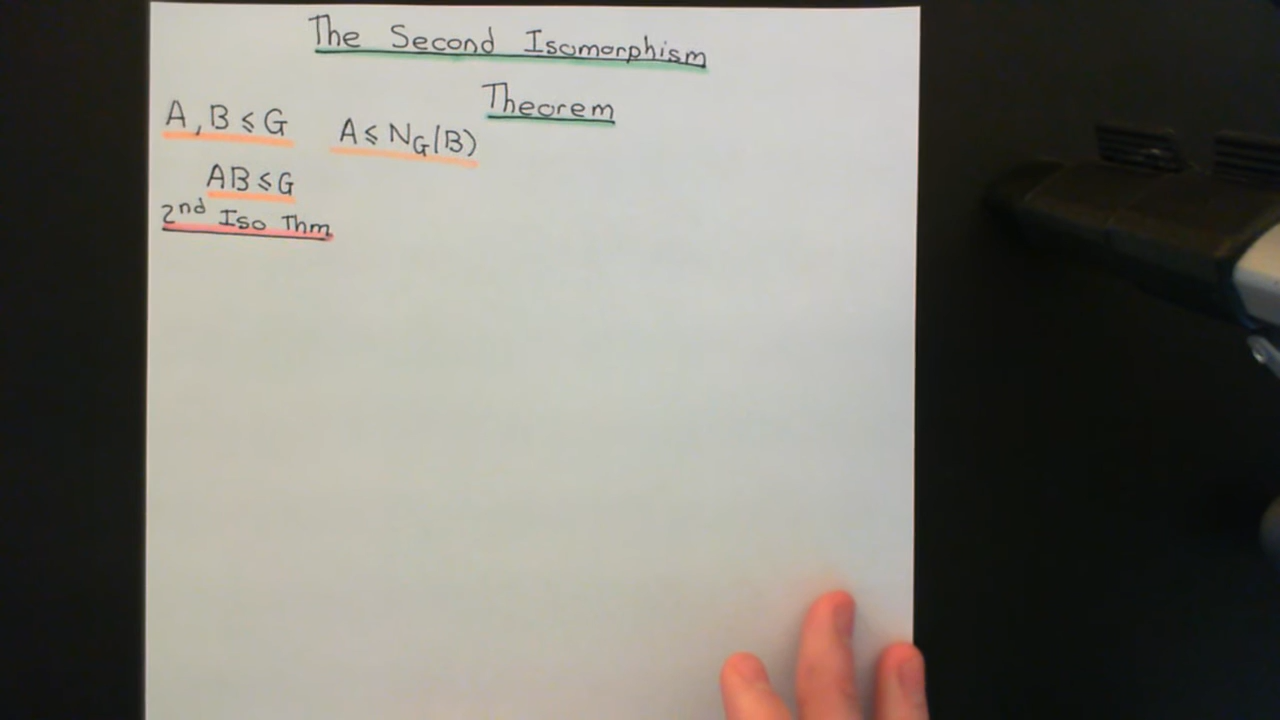 The Second Isomorphism
Theorem
A, B ⩽ G A ⩽ N_G(B)
AB ⩽ G
2nd Iso Thm